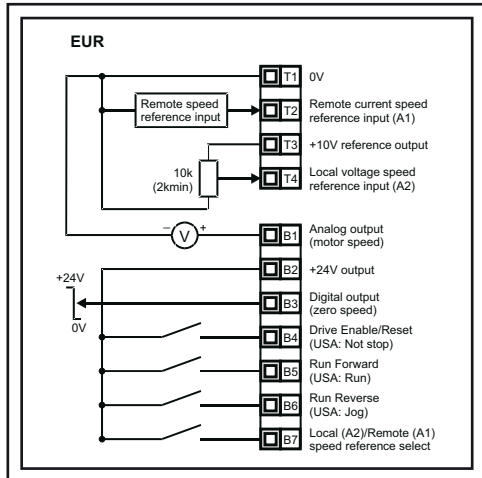 EUR
T1 0V
Remote speed
reference input
T2 Remote current speed
reference input (A1)
T3 +10V reference output
10k
(2kmin)
T4 Local voltage speed
reference input (A2)
− V +
B1 Analog output
(motor speed)
B2 +24V output
+24V
0V
B3 Digital output
(zero speed)
B4 Drive Enable/Reset
(USA: Not stop)
B5 Run Forward
(USA: Run)
B6 Run Reverse
(USA: Jog)
B7 Local (A2)/Remote (A1)
speed reference select